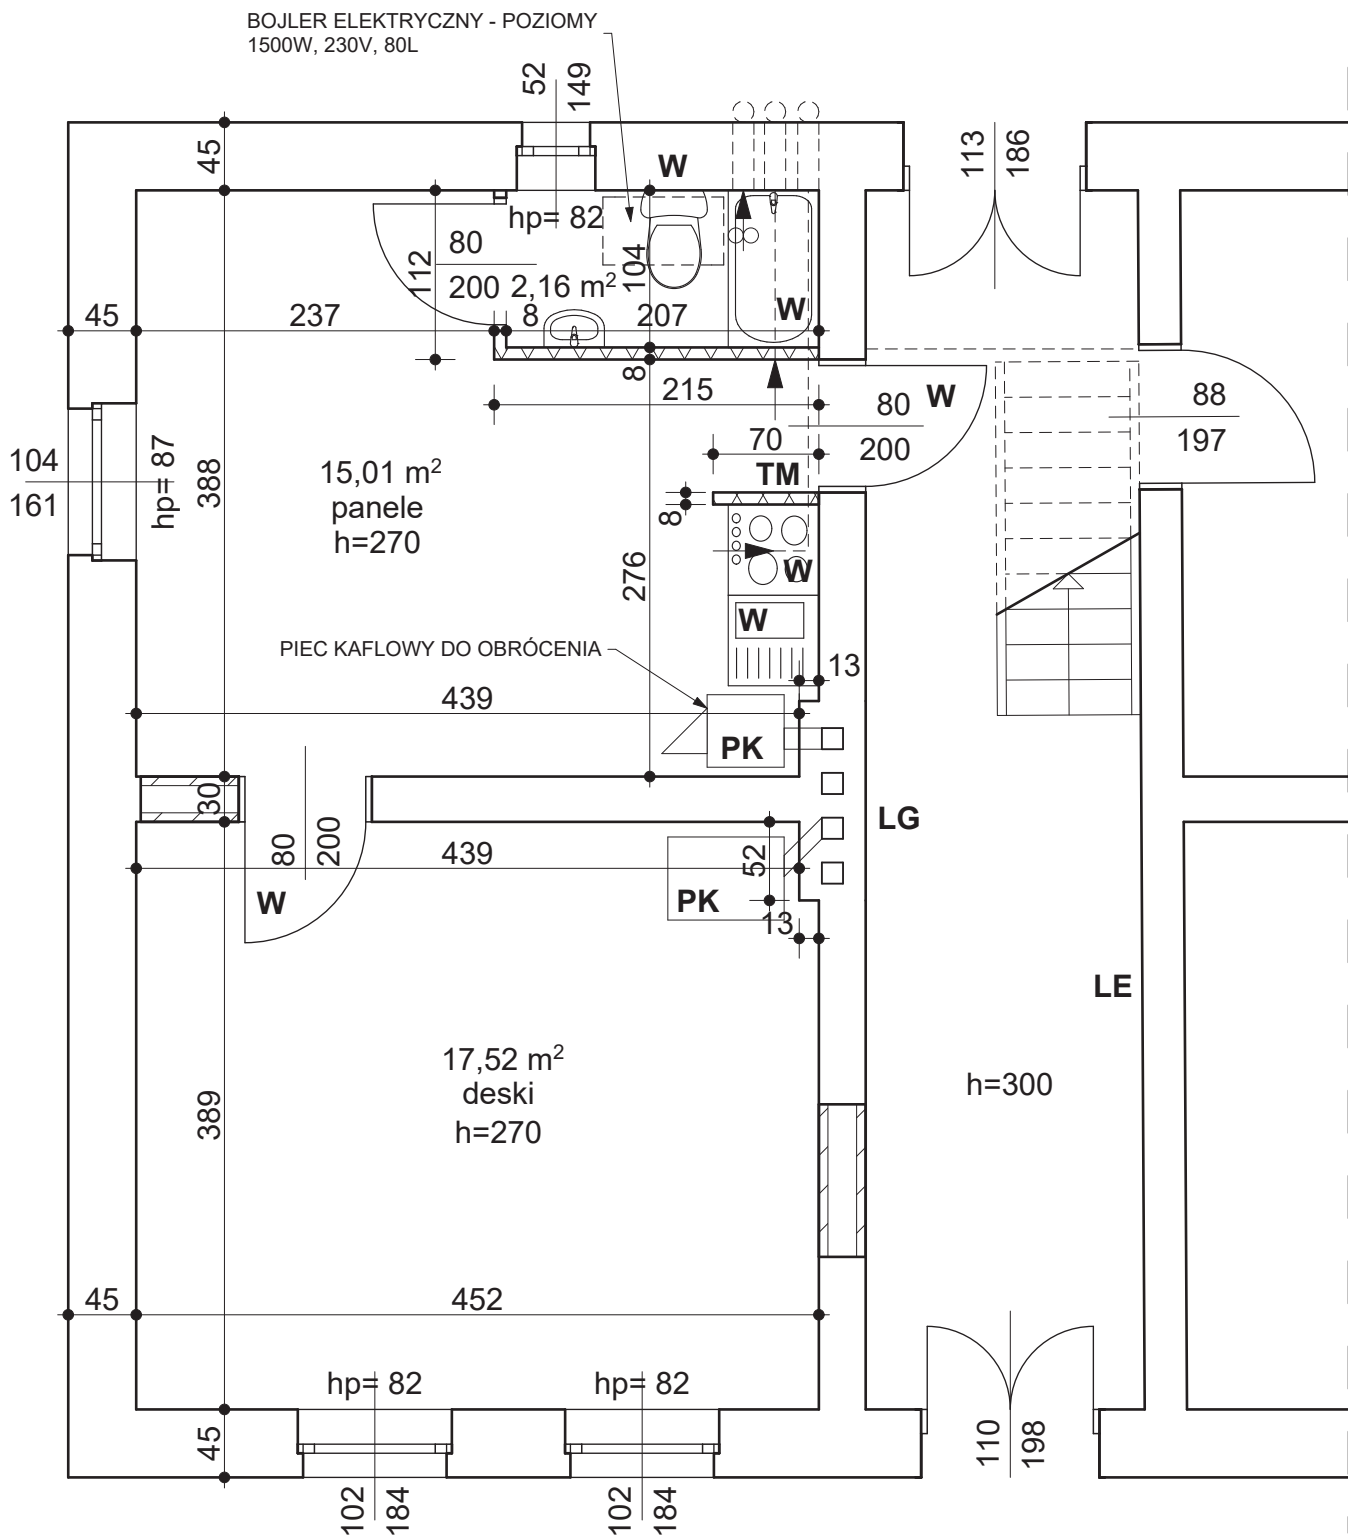 BOJLER ELEKTRYCZNY - POZIOMY
1500W, 230V, 80L
52
149
113
186
45
W
hp= 82
80
200
112
104
2,16 m²
45
237
8
207
W
8
215
80
200
W
88
197
70
TM
104
161
hp= 87
388
15,01 m²
panele
h=270
8
276
W
W
PIEC KAFLOWY DO OBRÓCENIA
13
439
PK
30
80
200
LG
439
52
PK
W
13
LE
17,52 m²
deski
h=270
h=300
389
45
452
hp= 82
hp= 82
45
110
198
102
184
102
184